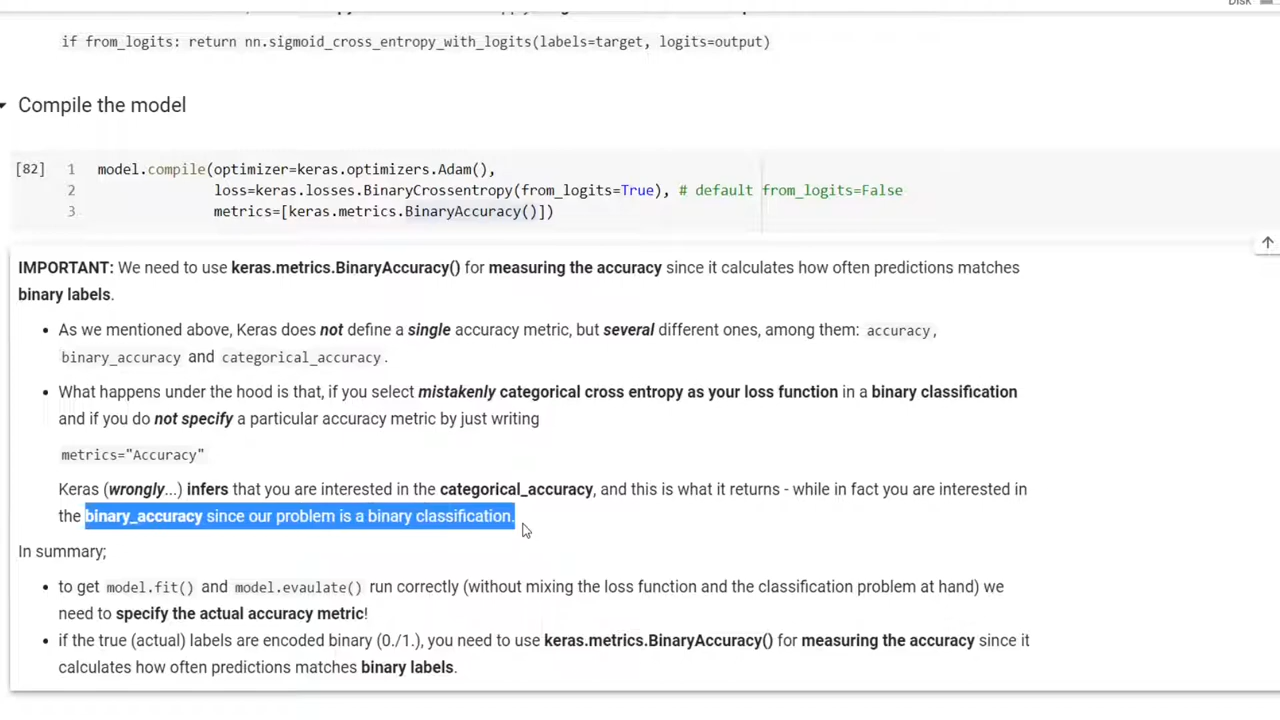 Disk
if from_logits: return nn.sigmoid_cross_entropy_with_logits(labels=target, logits=output)
Compile the model
[82] 1 model.compile(optimizer=keras.optimizers.Adam(),
2 loss=keras.losses.BinaryCrossentropy(from_logits=True), # default from_logits=False
3 metrics=[keras.metrics.BinaryAccuracy()])
IMPORTANT: We need to use keras.metrics.BinaryAccuracy() for measuring the accuracy since it calculates how often predictions matches
binary labels.
• As we mentioned above, Keras does not define a single accuracy metric, but several different ones, among them: accuracy,
binary_accuracy and categorical_accuracy.
• What happens under the hood is that, if you select mistakenly categorical cross entropy as your loss function in a binary classification
and if you do not specify a particular accuracy metric by just writing
metrics="Accuracy"
Keras (wrongly...) infers that you are interested in the categorical_accuracy, and this is what it returns - while in fact you are interested in
the binary_accuracy since our problem is a binary classification.
In summary;
• to get model.fit() and model.evaulate() run correctly (without mixing the loss function and the classification problem at hand) we
need to specify the actual accuracy metric!
• if the true (actual) labels are encoded binary (0./1.), you need to use keras.metrics.BinaryAccuracy() for measuring the accuracy since it
calculates how often predictions matches binary labels.